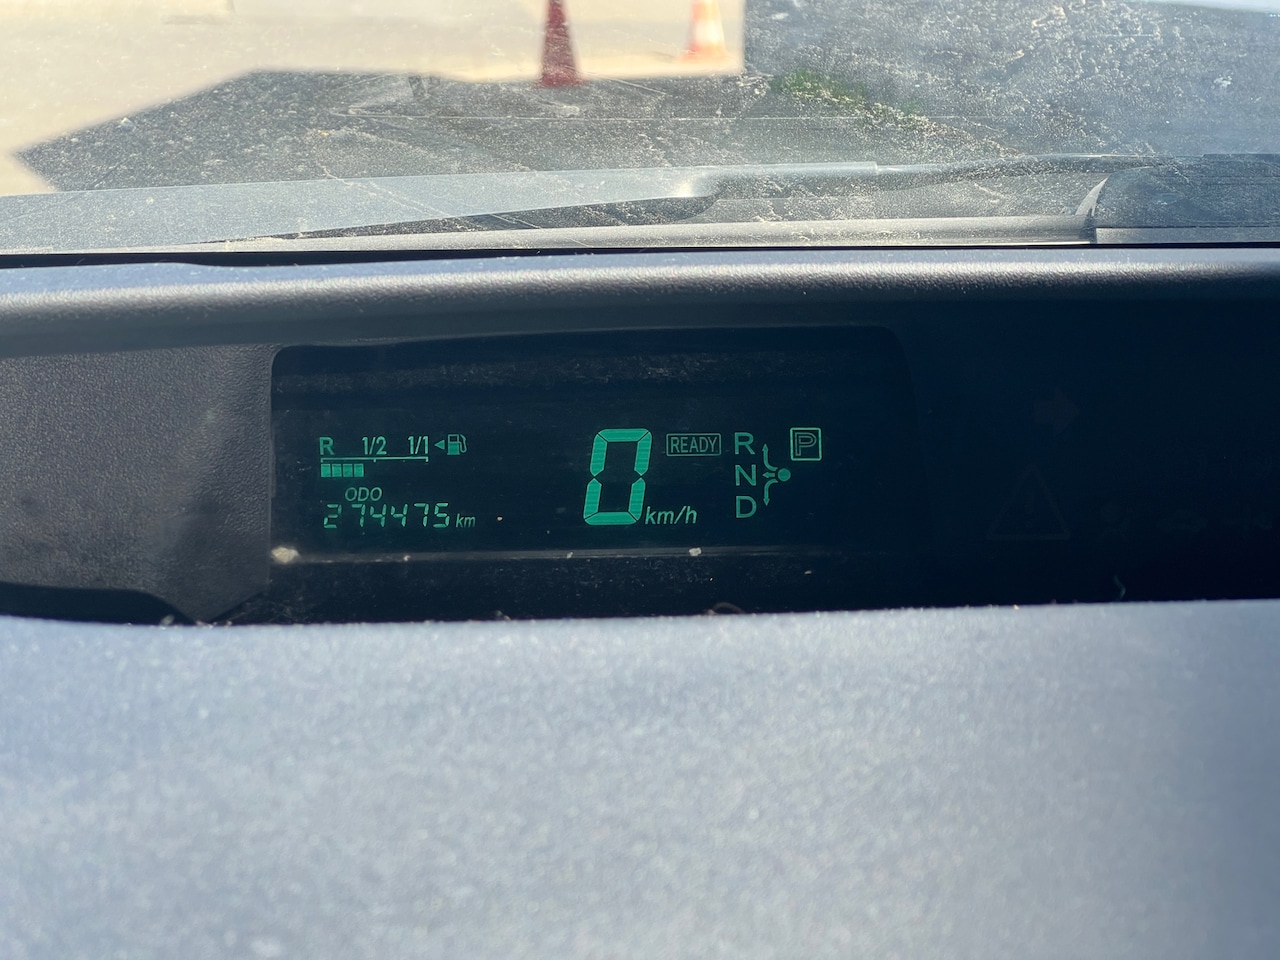 R 1/2 1/1
ODO
274475 km
0 km/h
READY
R
N
D
P